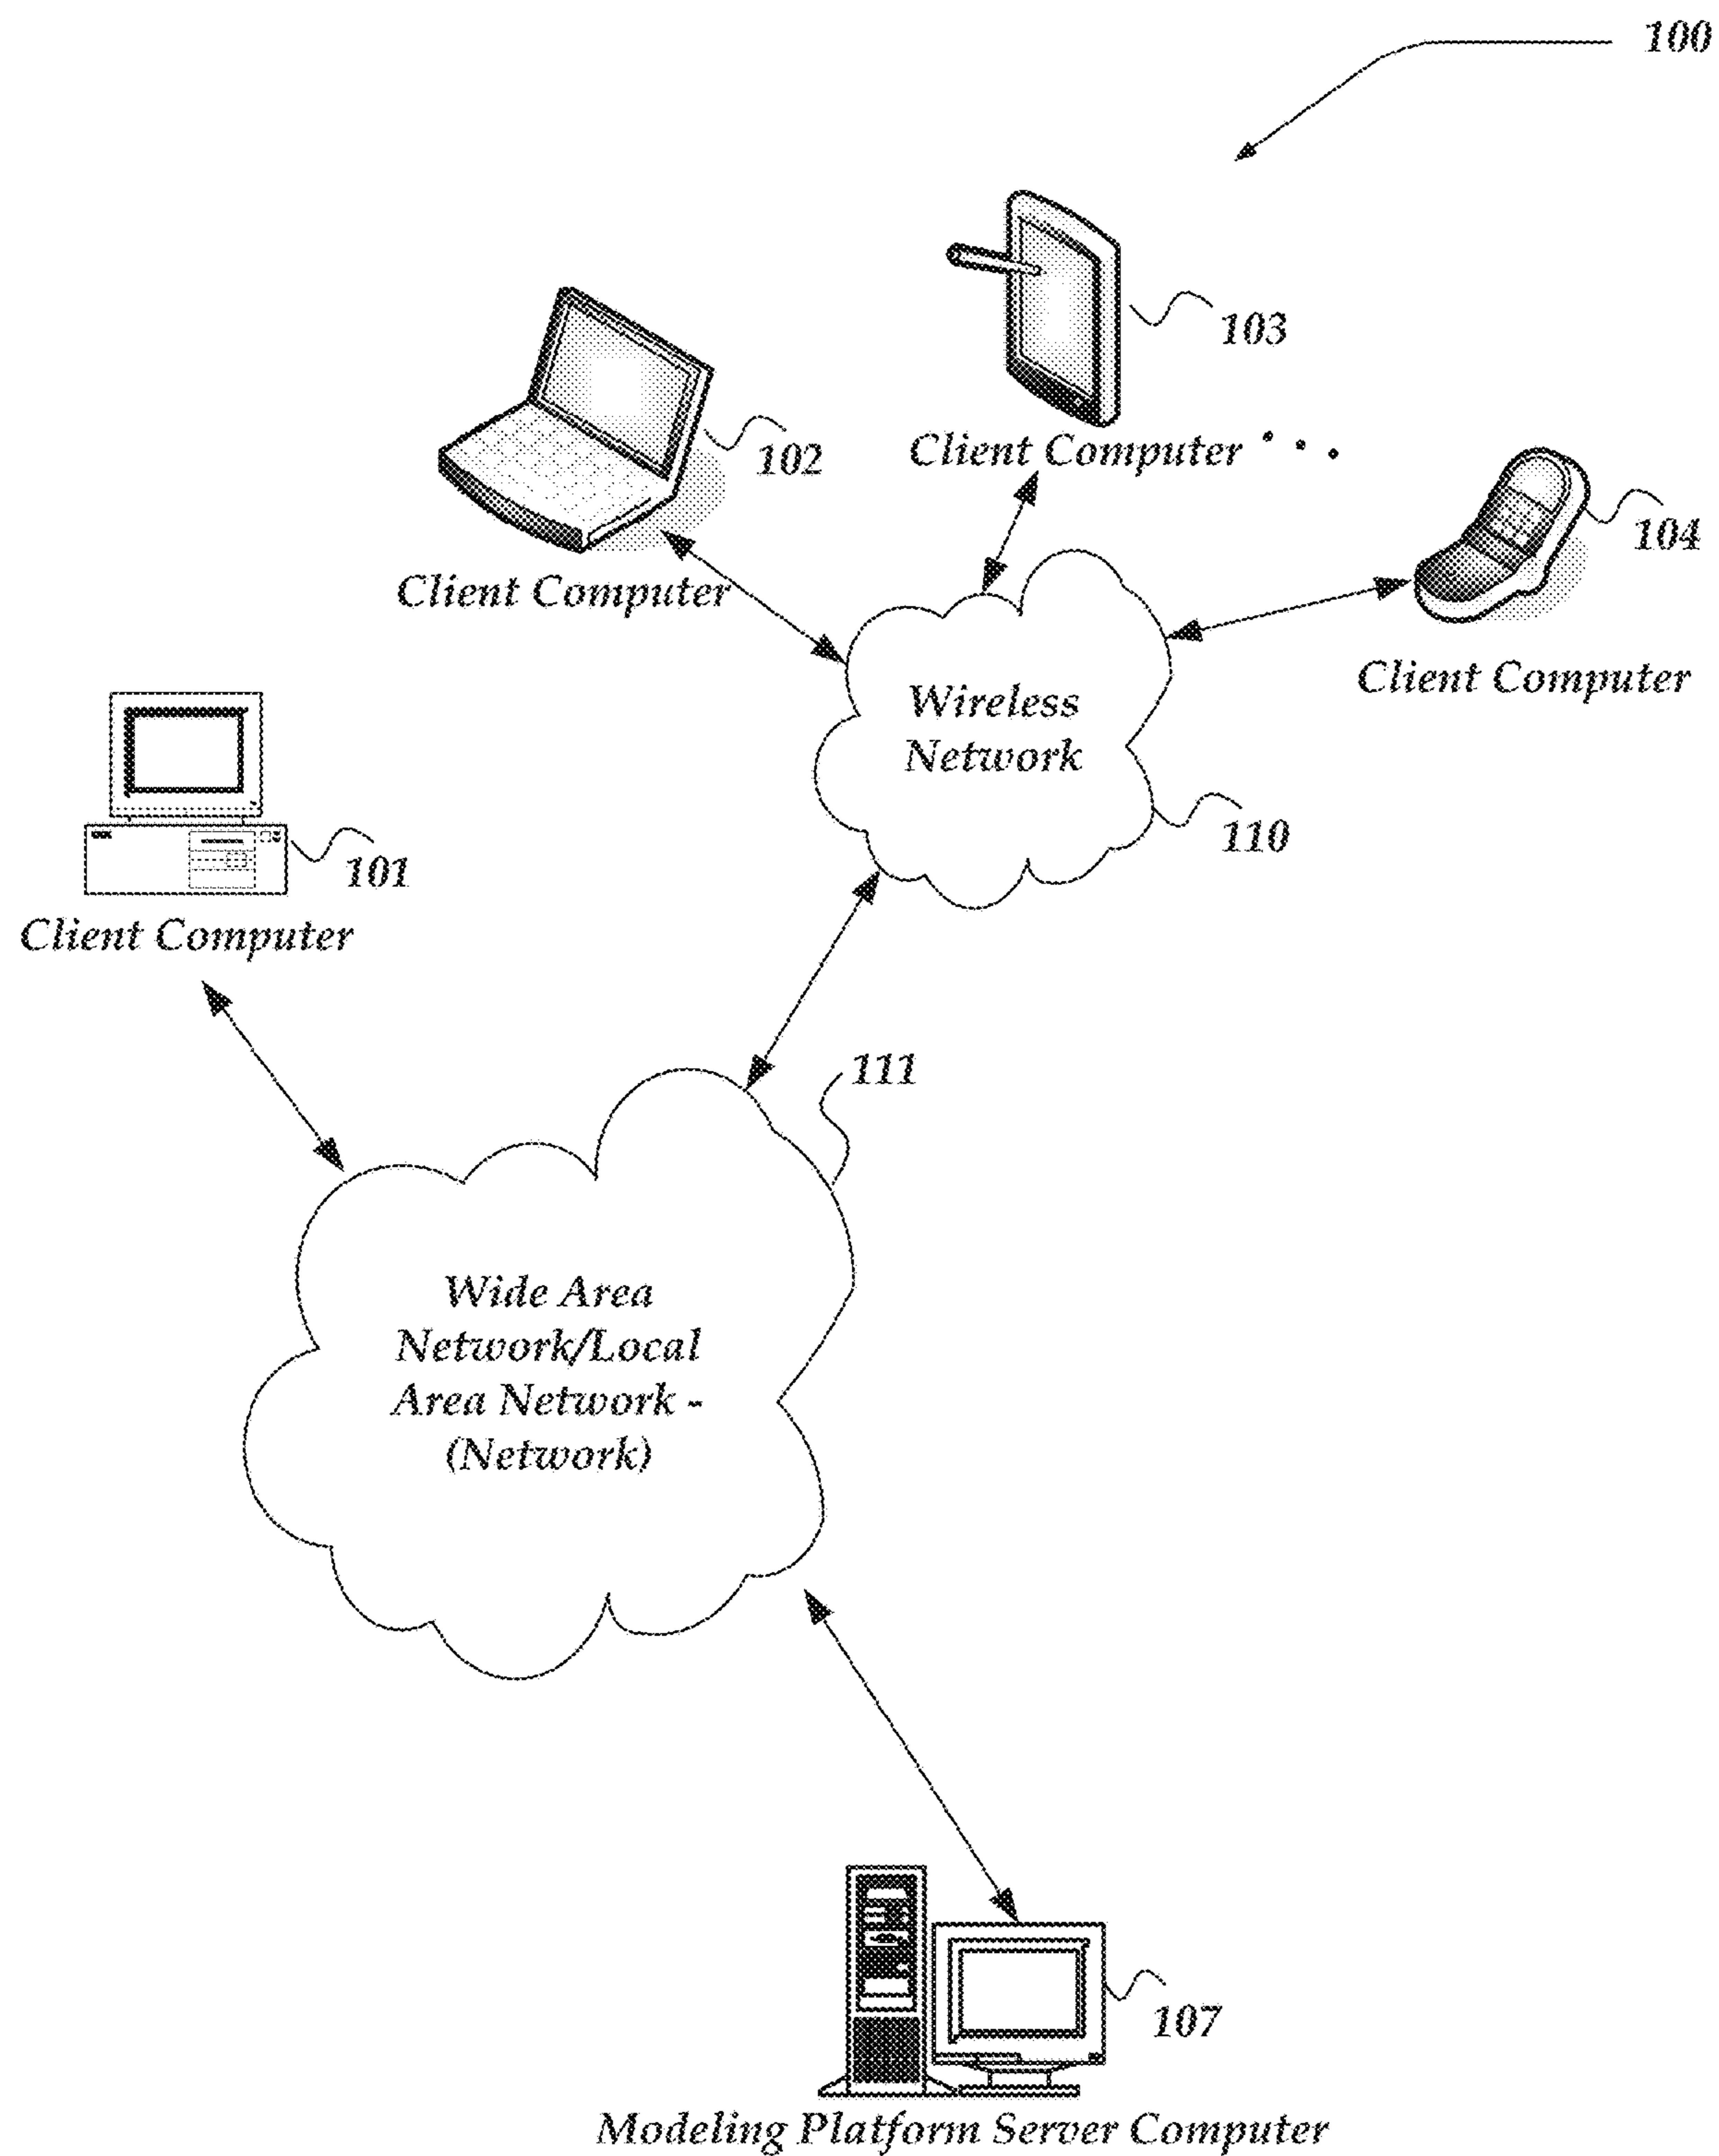 100
103
102
Client Computer
104
Client Computer
Client Computer
Wireless
Network
110
101
Client Computer
111
Wide Area
Network/Local
Area Network -
(Network)
107
Modeling Platform Server Computer